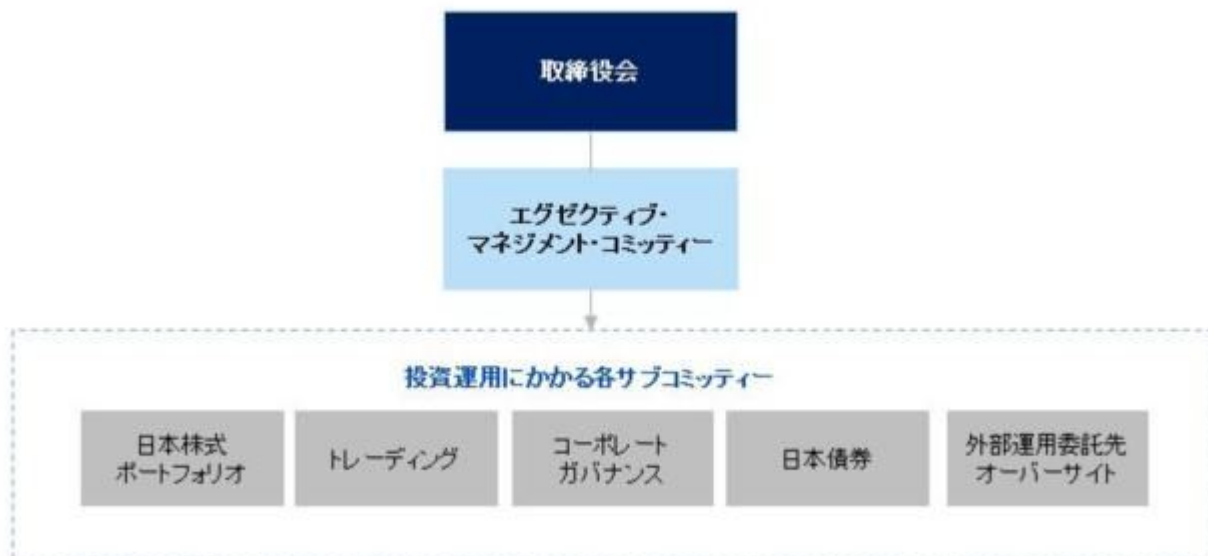 取締役会
エグゼクティブ・
マネジメント・コミッティー
投資運用にかかる各サブコミッティー
日本株式
ポートフォリオ
トレーディング
コーポレート
ガバナンス
日本債券
外部運用委託先
オーバーサイト